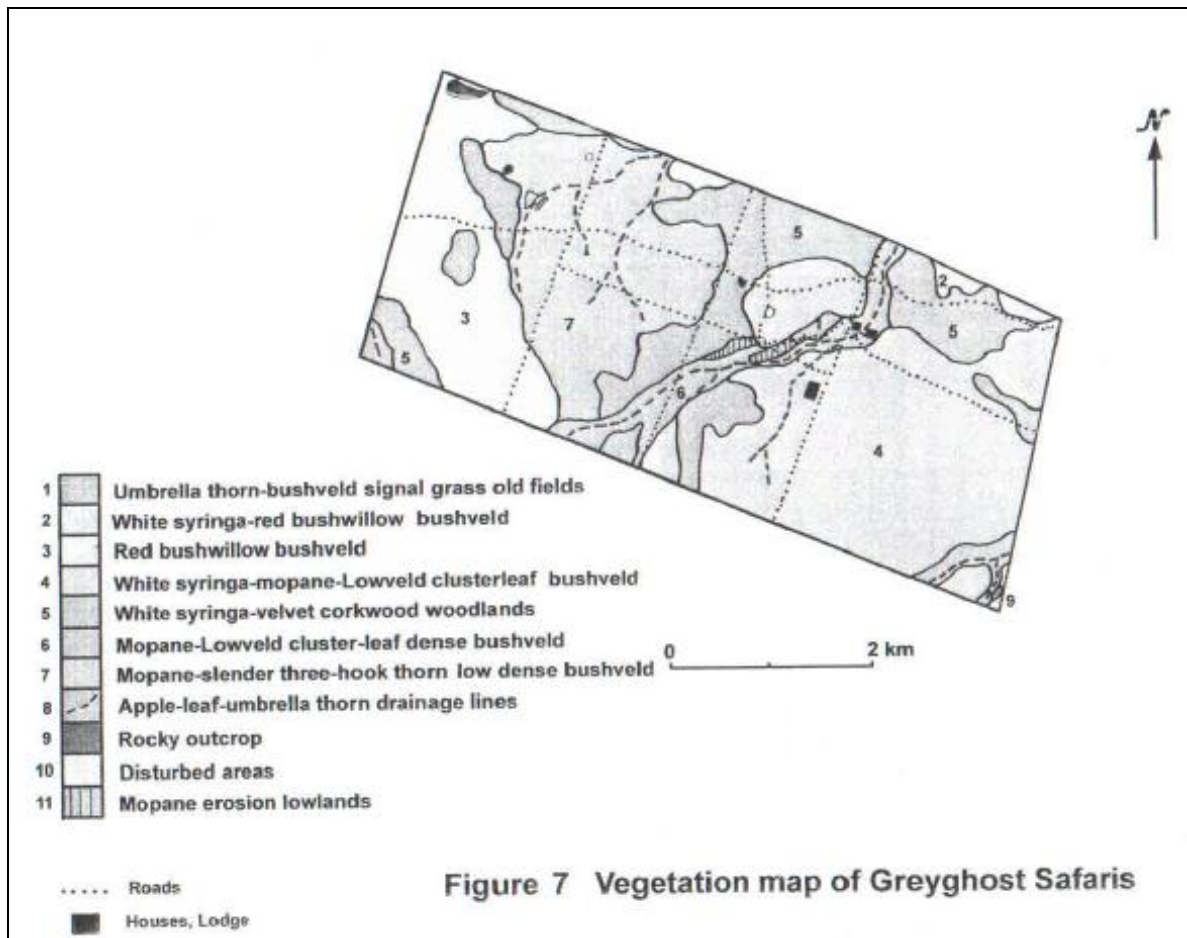 N
5
2
3
7
5
5
6
4
9
1 Umbrella thorn-bushveld signal grass old fields
2 White syringa-red bushwillow bushveld
3 Red bushwillow bushveld
4 White syringa-mopane-Lowveld clusterleaf bushveld
5 White syringa-velvet corkwood woodlands
6 Mopane-Lowveld cluster-leaf dense bushveld
7 Mopane-slender three-hook thorn low dense bushveld
8 Apple-leaf-umbrella thorn drainage lines
9 Rocky outcrop
10 Disturbed areas
11 Mopane erosion lowlands
0 2 km
Roads
Houses, Lodge
Figure 7 Vegetation map of Greyghost Safaris